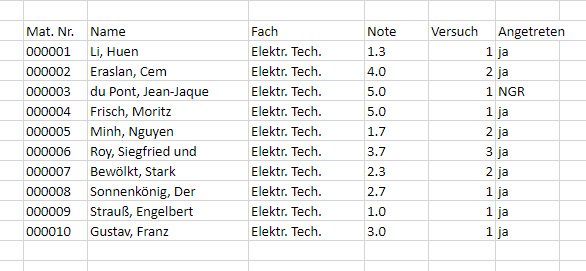 Mat. Nr. Name Fach Note Versuch Angetreten
000001 Li, Huen Elektr. Tech. 1.3 1 ja
000002 Eraslan, Cem Elektr. Tech. 4.0 2 ja
000003 du Pont, Jean-Jaque Elektr. Tech. 5.0 1 NGR
000004 Frisch, Moritz Elektr. Tech. 5.0 1 ja
000005 Minh, Nguyen Elektr. Tech. 1.7 2 ja
000006 Roy, Siegfried und Elektr. Tech. 3.7 3 ja
000007 Bewölkt, Stark Elektr. Tech. 2.3 2 ja
000008 Sonnenkönig, Der Elektr. Tech. 2.7 1 ja
000009 Strauß, Engelbert Elektr. Tech. 1.0 1 ja
000010 Gustav, Franz Elektr. Tech. 3.0 1 ja